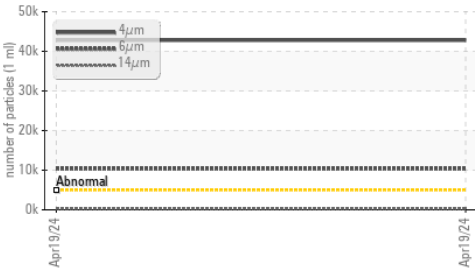 50k
4µm
6µm
14µm
40k
30k
20k
10k
0k
Abnormal
number of particles (1 ml)
Apr19/24
Apr19/24